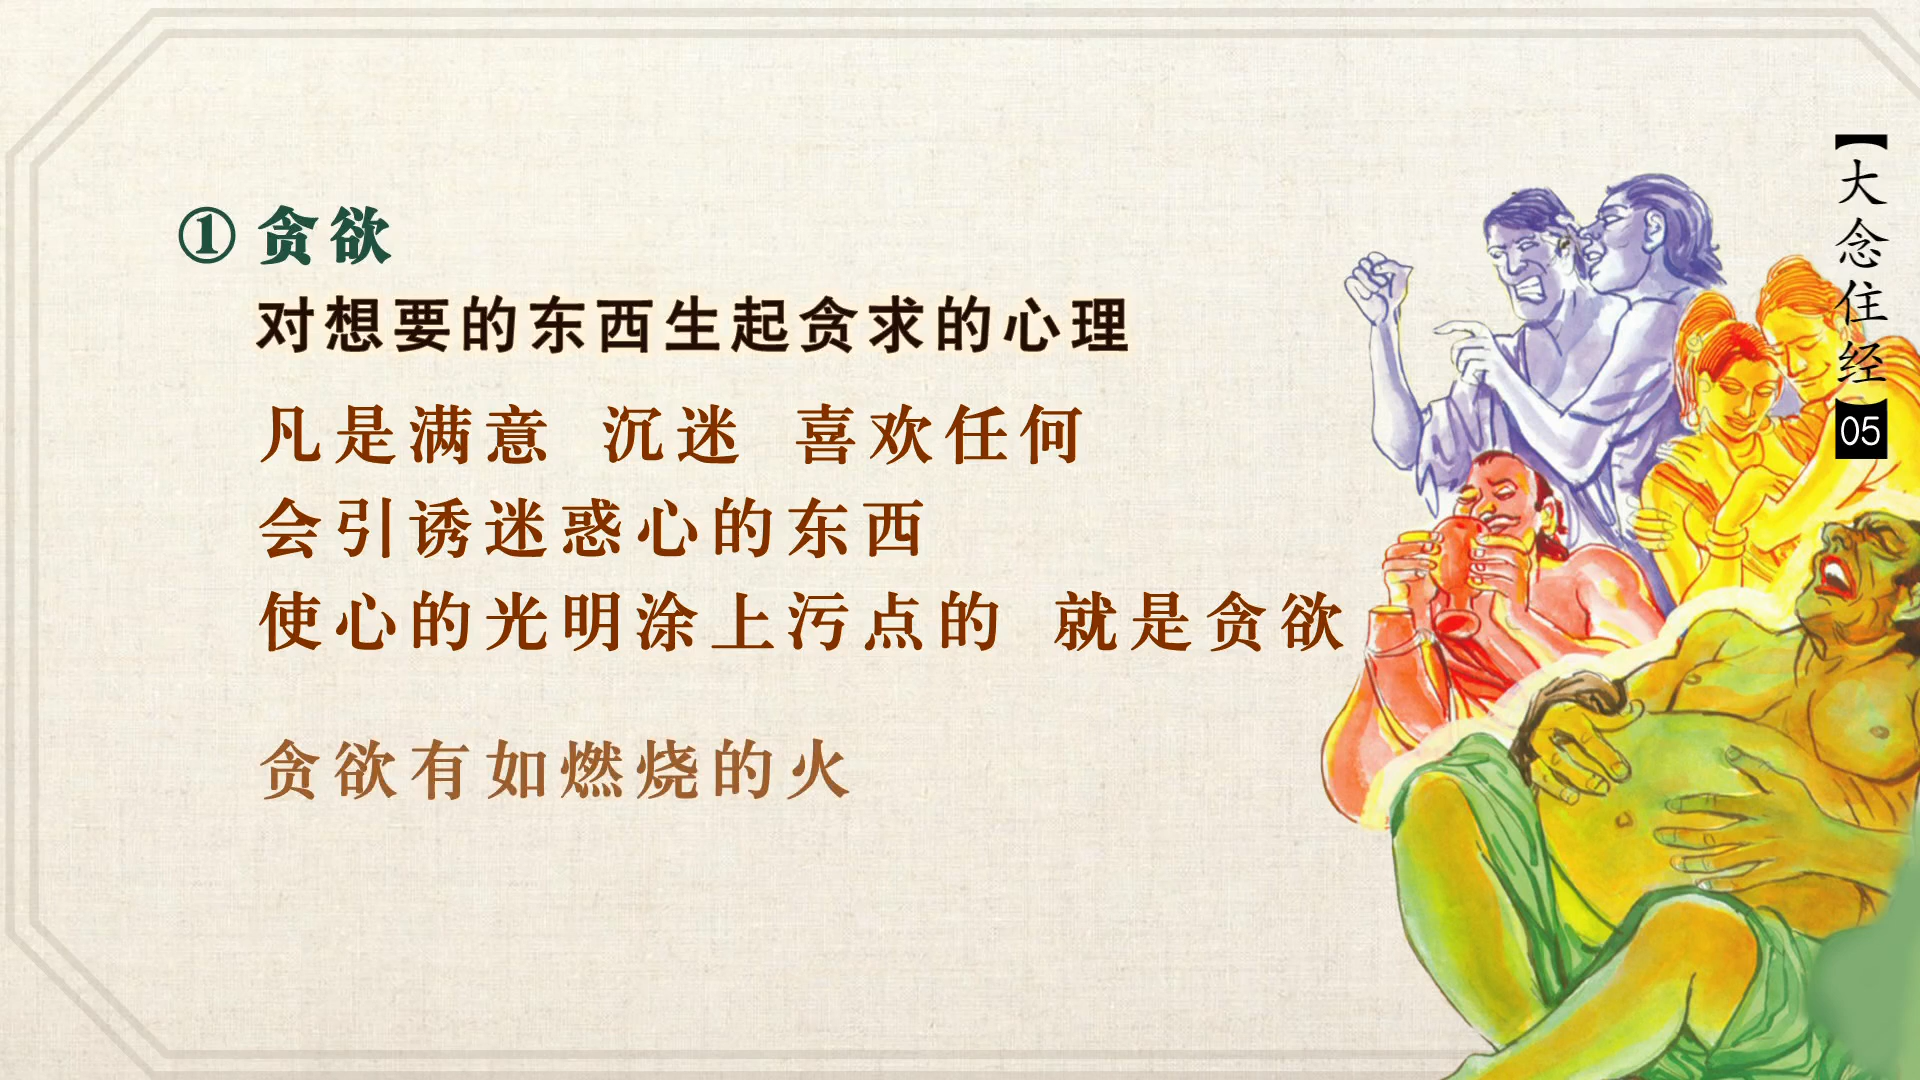 ① 贪欲
对想要的东西生起贪求的心理
凡是满意 沉迷 喜欢任何
会引诱迷惑心的东西
使心的光明涂上污点的 就是贪欲
贪欲有如燃烧的火
【大念住经】05